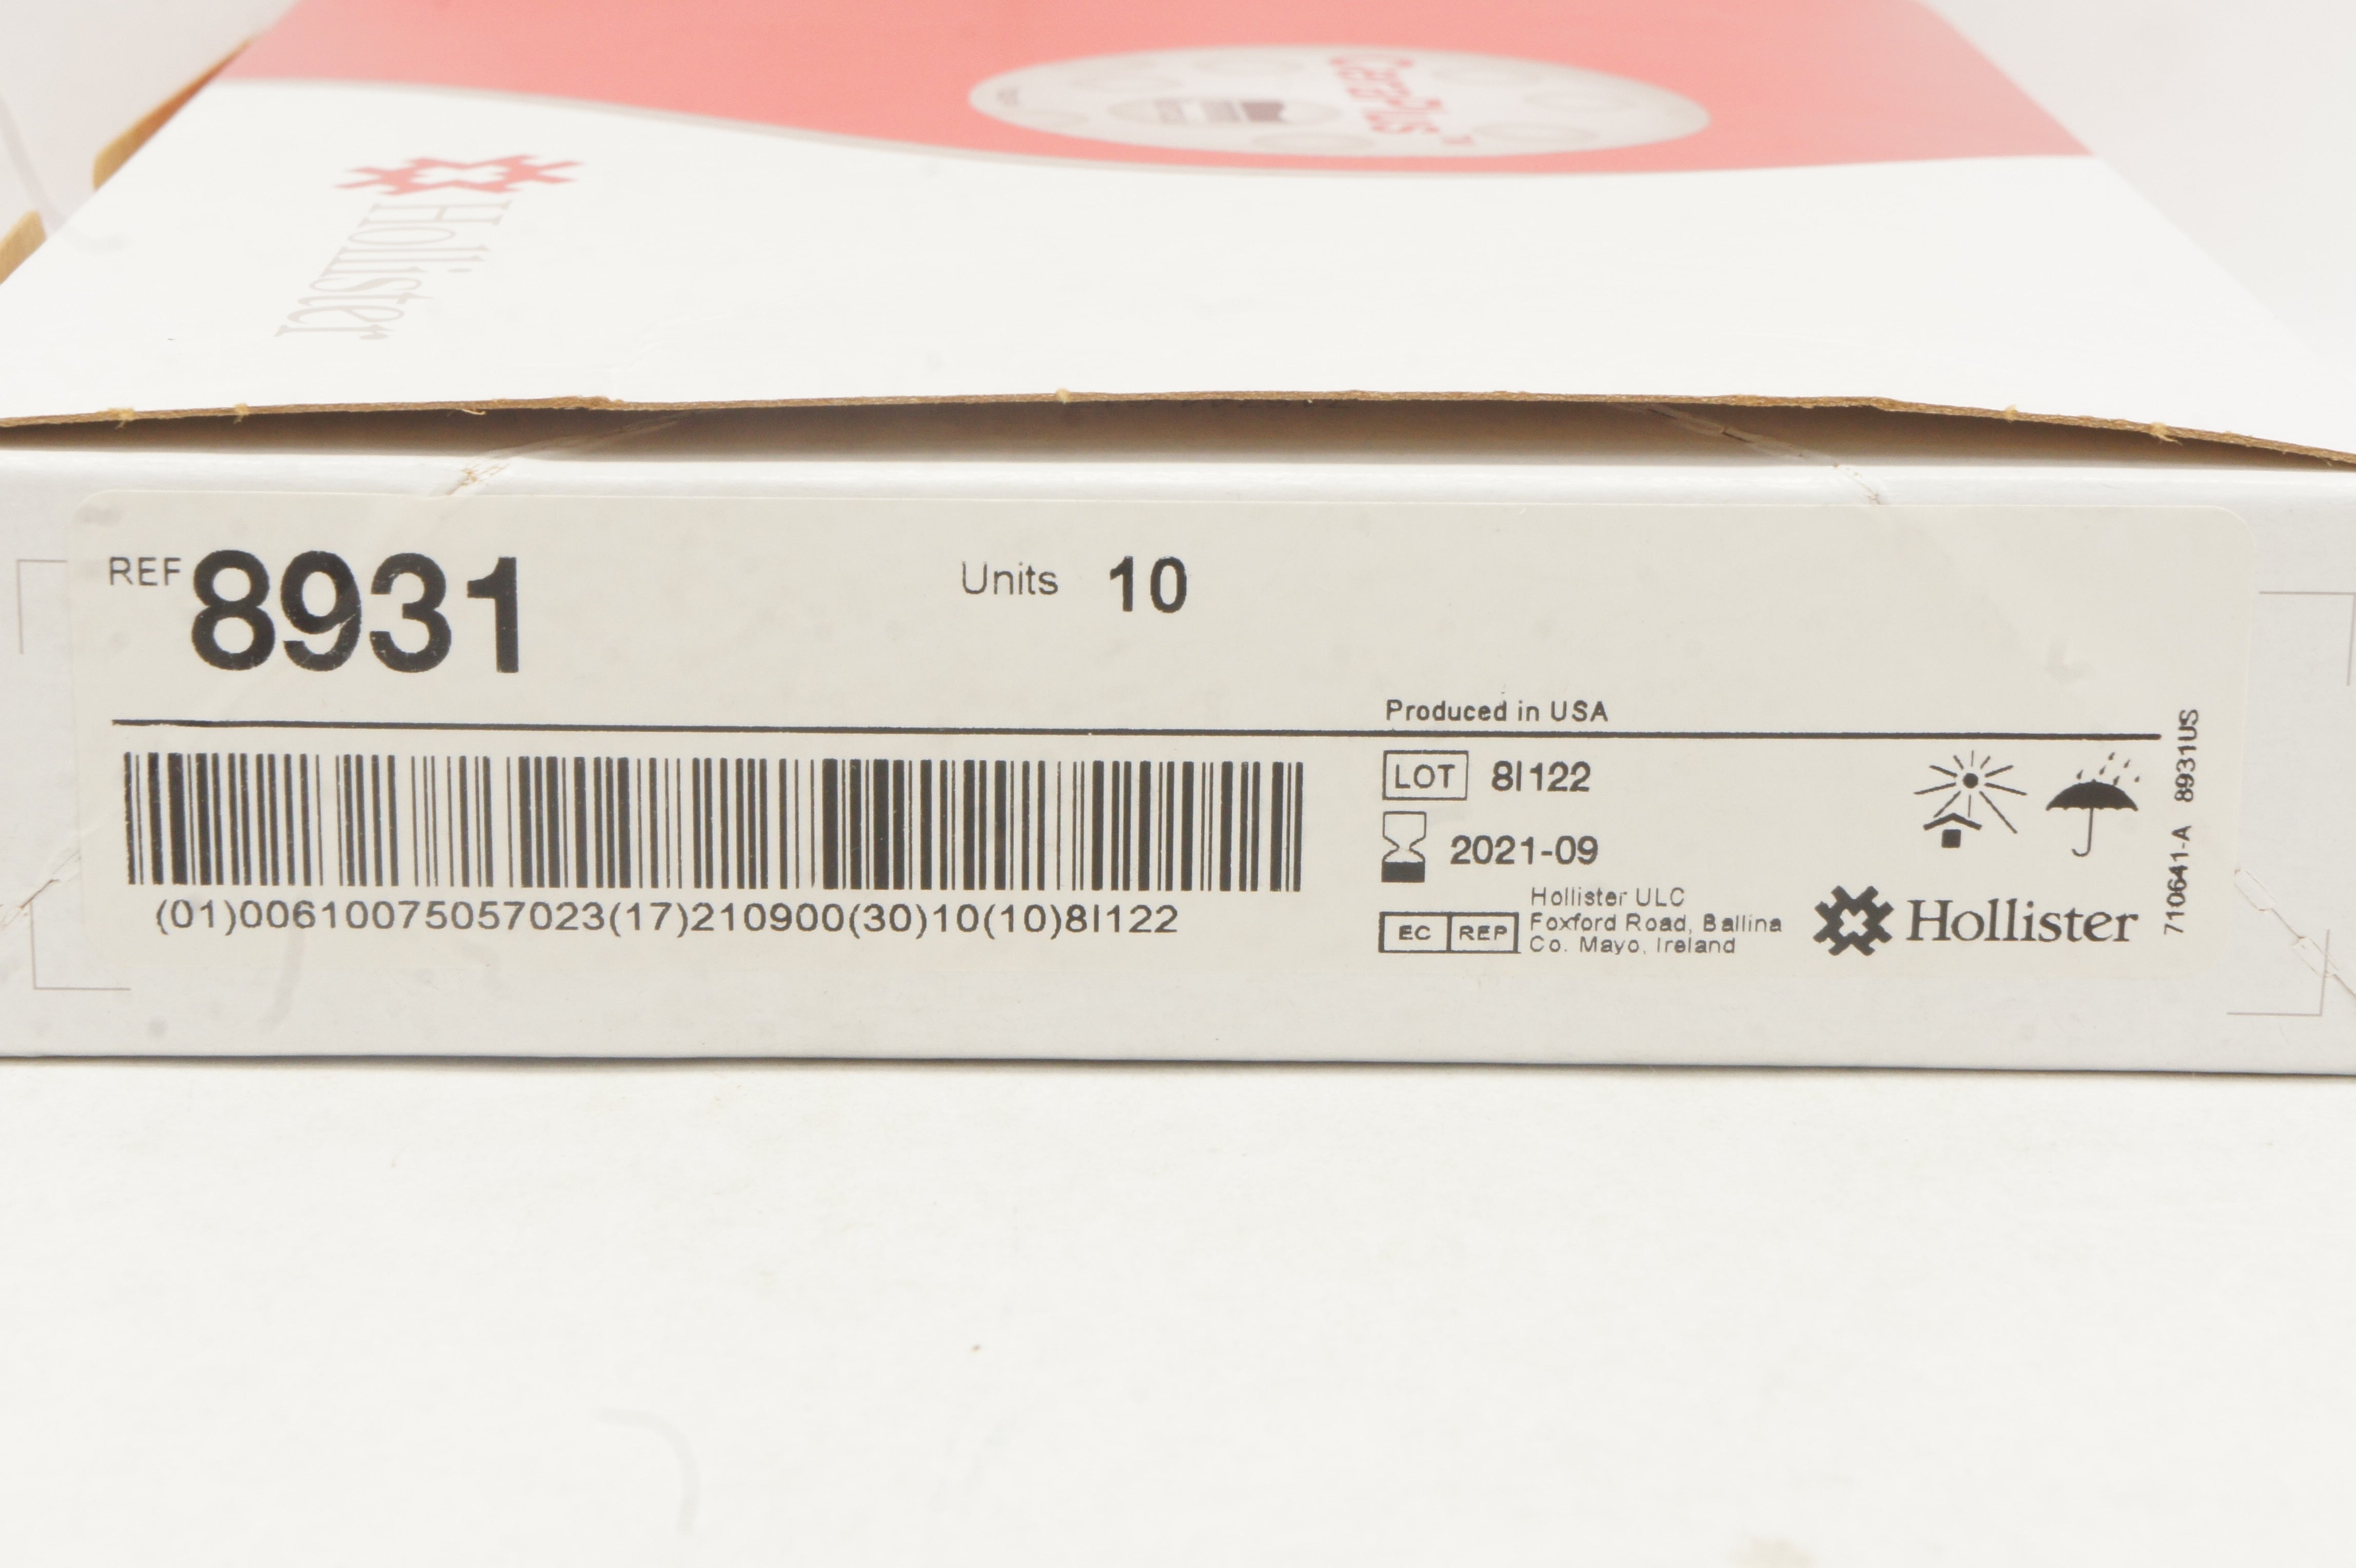 CeraPlus™
Hollister
REF 8931
Units 10
Produced in USA
LOT 8I122
2021-09
(01)00610075057023(17)210900(30)10(10)8I122
EC REP
Hollister ULC
Foxford Road, Ballina
Co. Mayo, Ireland
Hollister
710641-A 8931US